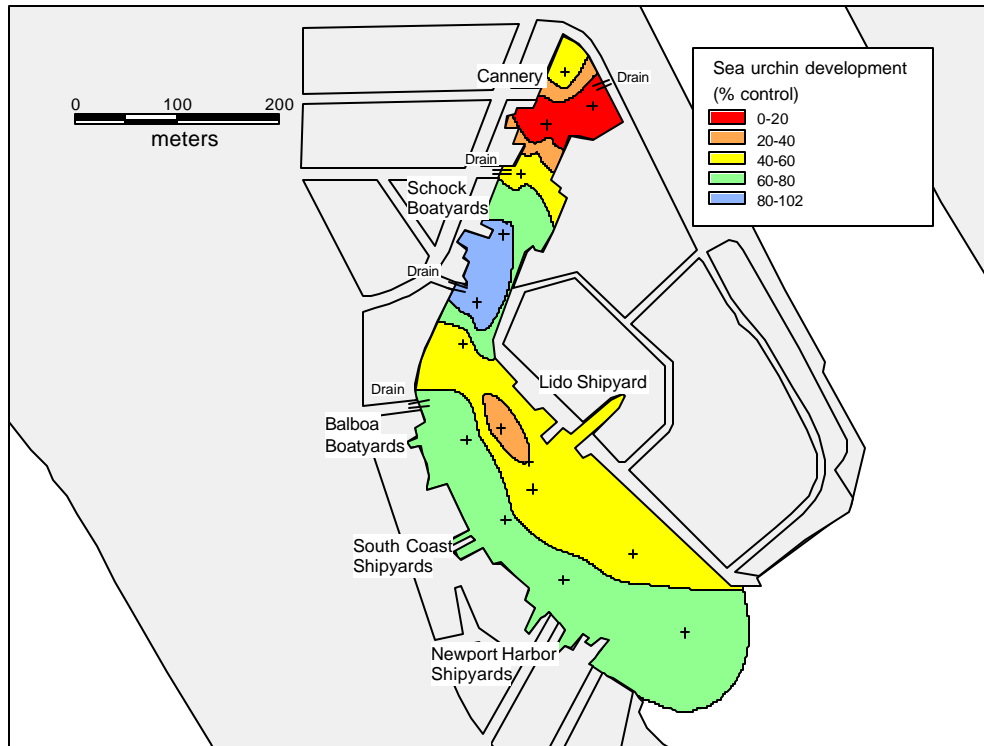 Cannery
Drain
Sea urchin development
(% control)
0-20
20-40
40-60
60-80
80-102
0 100 200
meters
Drain
Schock
Boatyards
Drain
Lido Shipyard
Drain
Balboa
Boatyards
South Coast
Shipyards
Newport Harbor
Shipyards